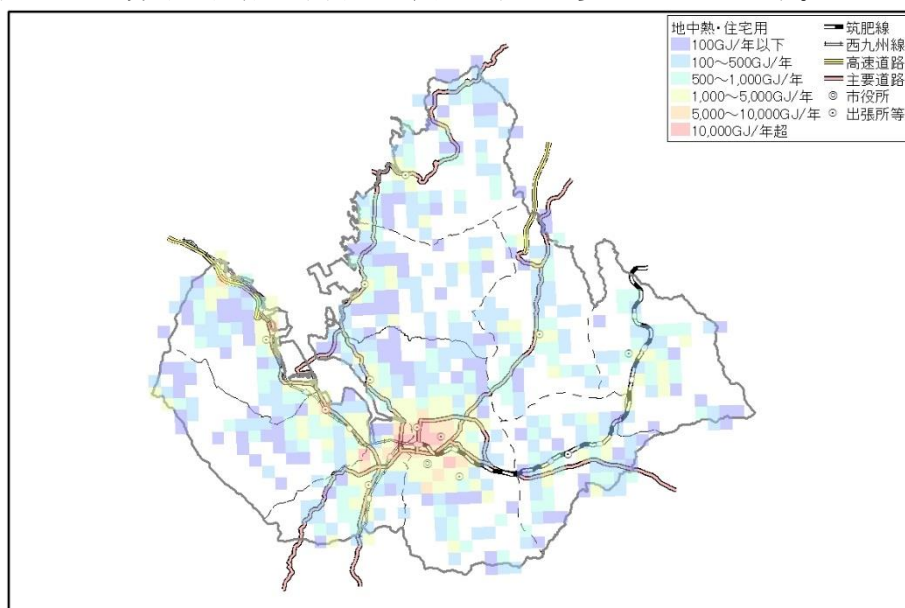 地中熱・住宅用
100GJ/年以下
100～500GJ/年
500～1,000GJ/年
1,000～5,000GJ/年
5,000～10,000GJ/年
10,000GJ/年超
筑肥線
西九州線
高速道路
主要道路
市役所
出張所等